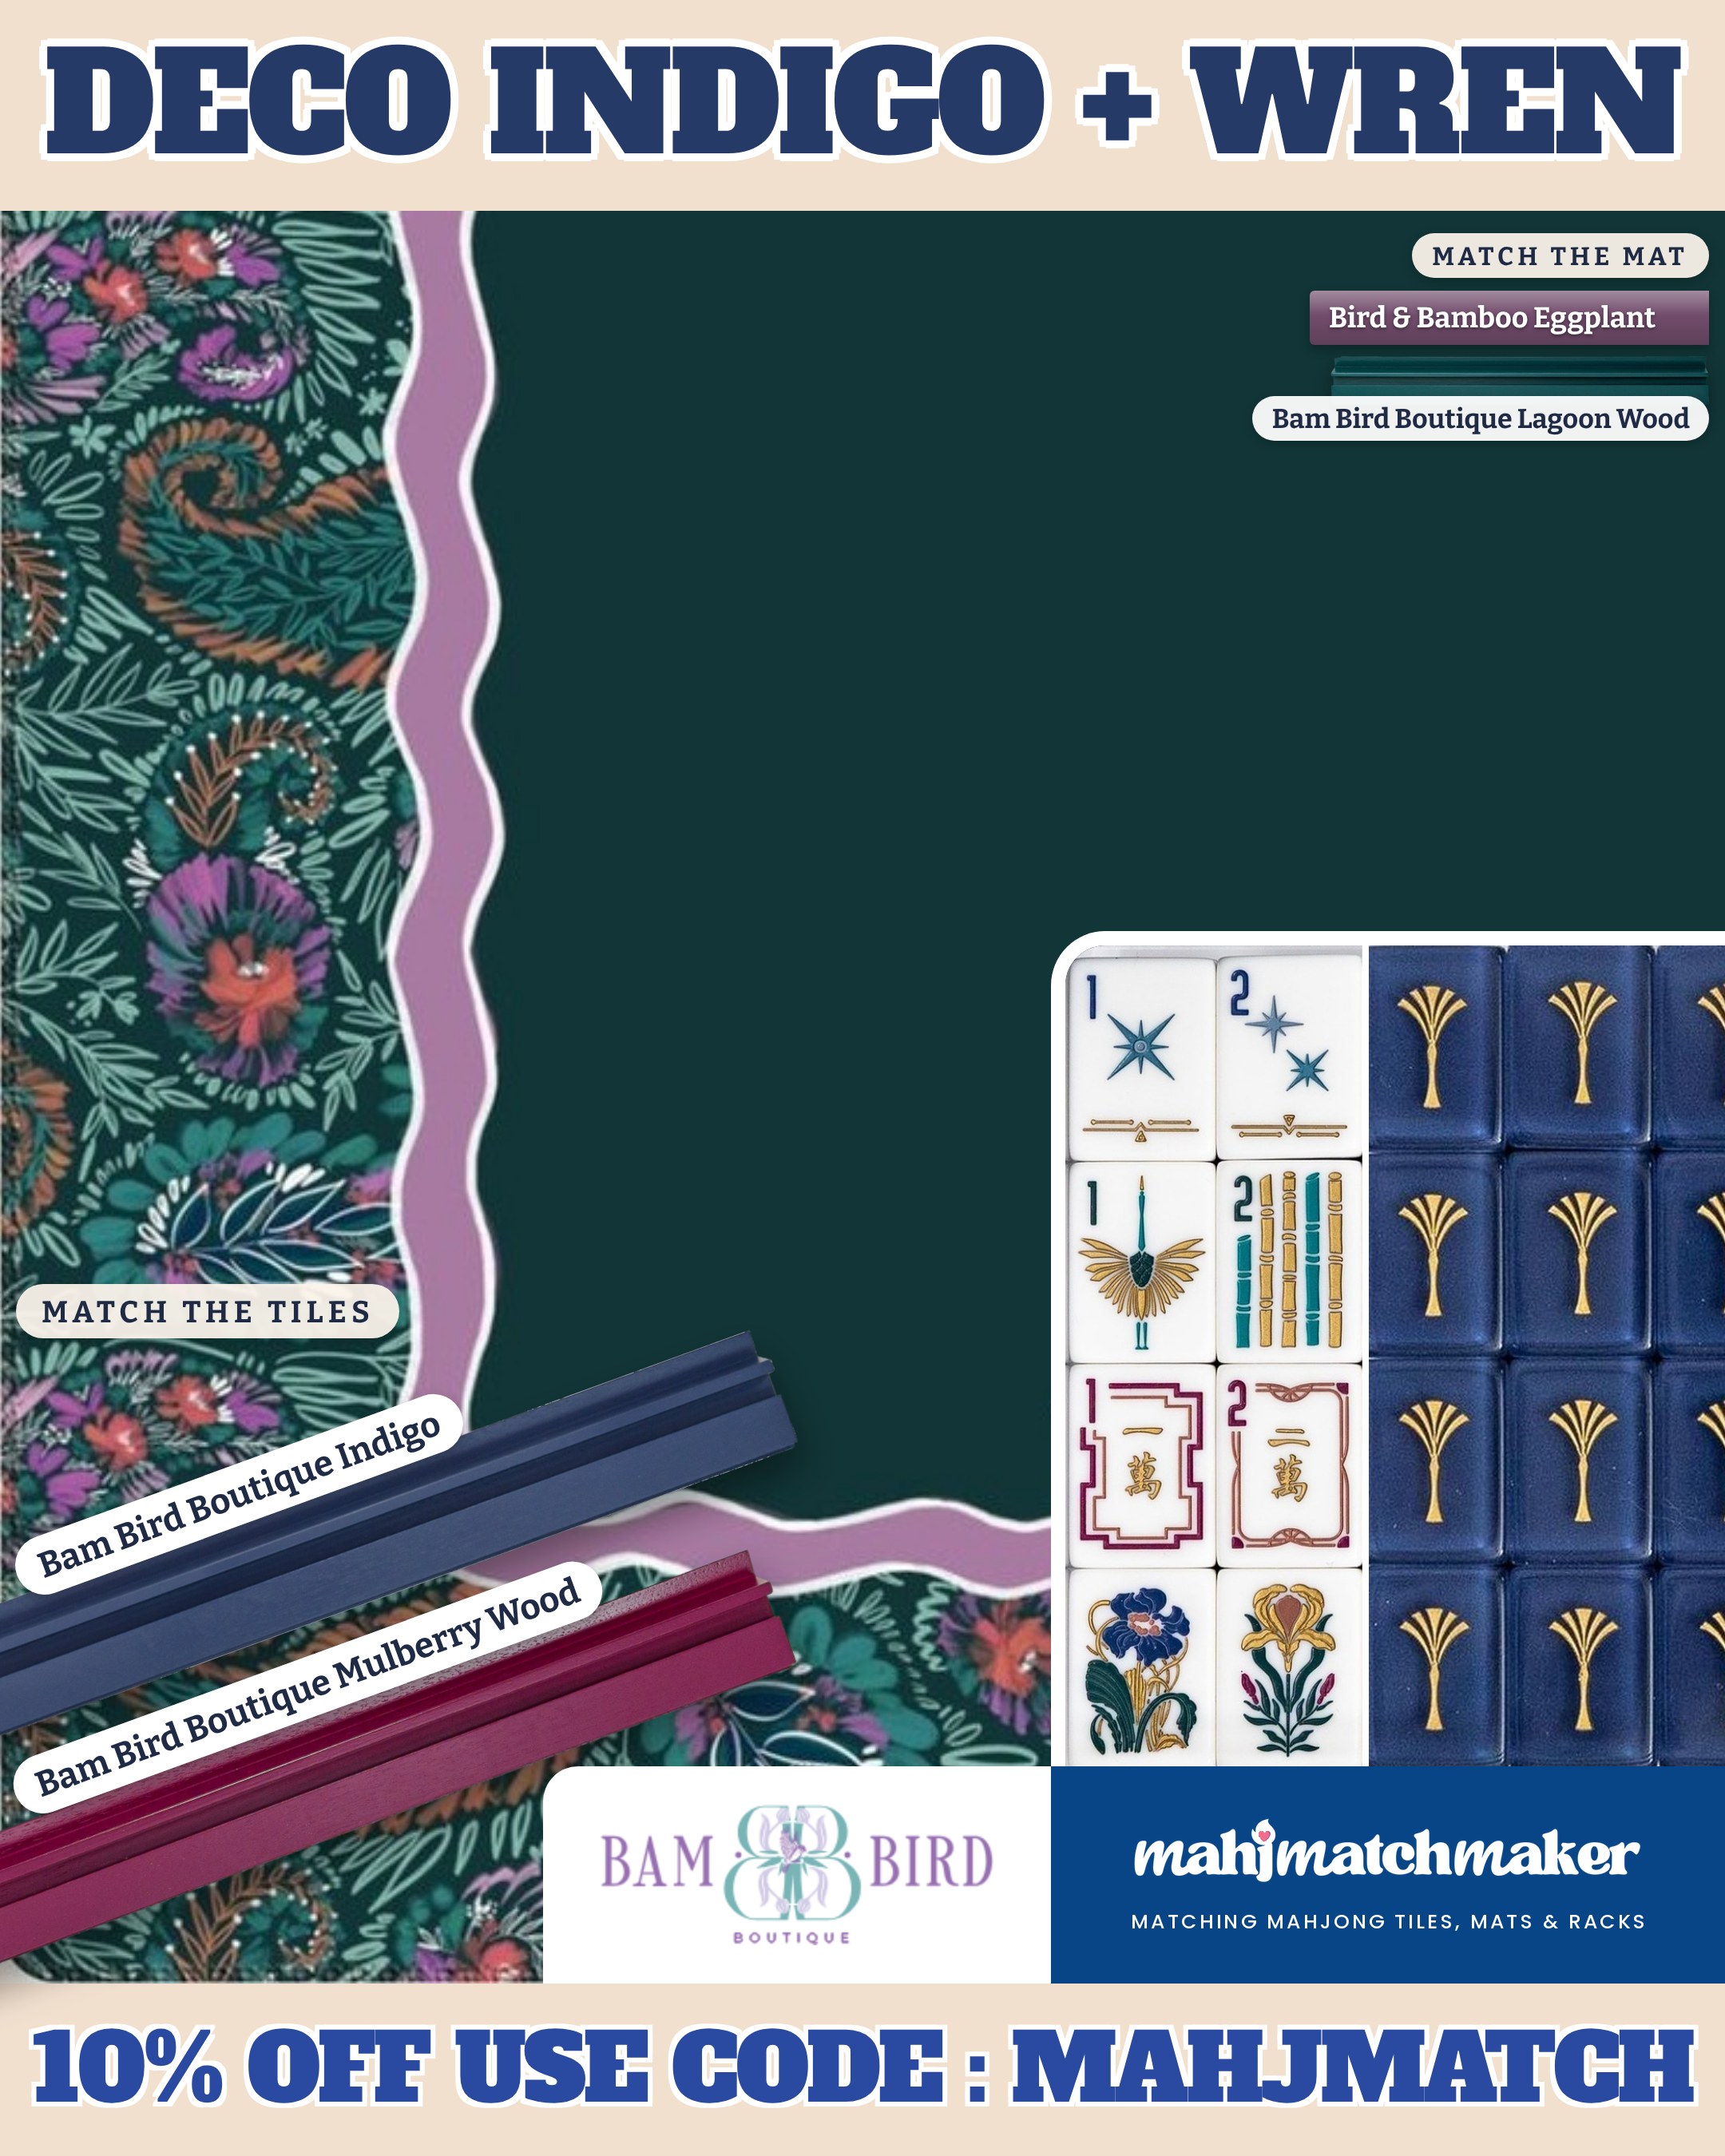 DECO INDIGO + WREN
MATCH THE MAT
Bird & Bamboo Eggplant
Bam Bird Boutique Lagoon Wood
1
2
1
2
1
一
萬
2
二
萬
MATCH THE TILES
Bam Bird Boutique Indigo
Bam Bird Boutique Mulberry Wood
BAM BIRD
BOUTIQUE
mahjmatchmaker
MATCHING MAHJONG TILES, MATS & RACKS
10% OFF USE CODE : MAHJMATCH